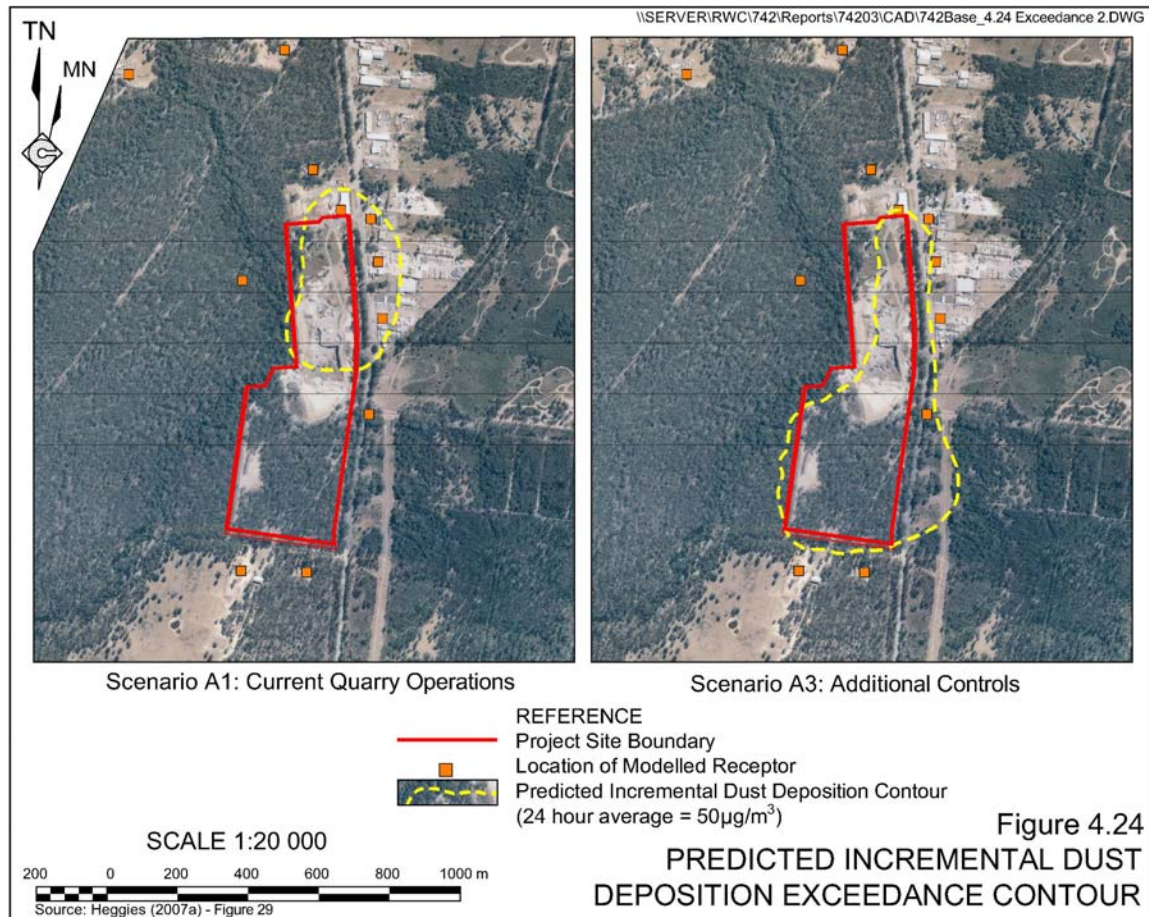 \\SERVER\RWC\742\Reports\74203\CAD\742Base_4.24 Exceedance 2.DWG
TN
MN
Scenario A1: Current Quarry Operations
Scenario A3: Additional Controls
REFERENCE
Project Site Boundary
Location of Modelled Receptor
Predicted Incremental Dust Deposition Contour
(24 hour average = 50µg/m³)
SCALE 1:20 000
200 0 200 400 600 800 1000 m
Source: Heggies (2007a) - Figure 29
Figure 4.24
PREDICTED INCREMENTAL DUST
DEPOSITION EXCEEDANCE CONTOUR